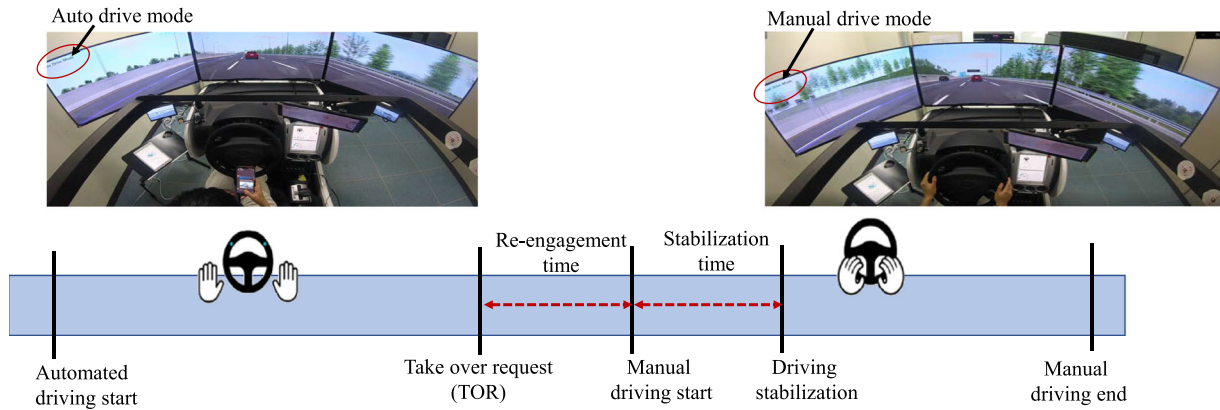 Auto drive mode
Manual drive mode
Re-engagement
time
Stabilization
time
Automated
driving start
Take over request
(TOR)
Manual
driving start
Driving
stabilization
Manual
driving end